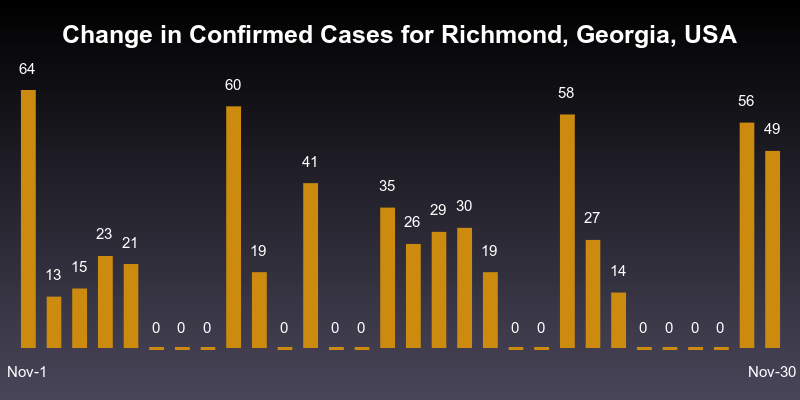 Change in Confirmed Cases for Richmond, Georgia, USA
64 13 15 23 21 0 0 0 60 19 0 41 0 0 35 26 29 30 19 0 0 58 27 14 0 0 0 0 56 49
Nov-1 Nov-30